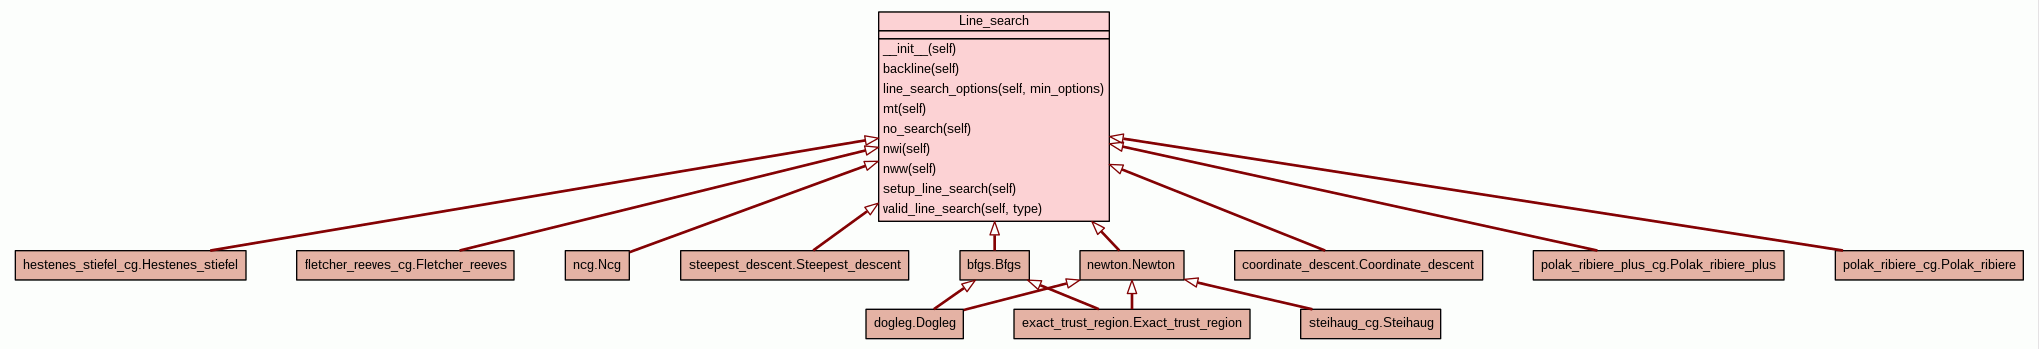 Line_search
__init__(self)
backline(self)
line_search_options(self, min_options)
mt(self)
no_search(self)
nwi(self)
nww(self)
setup_line_search(self)
valid_line_search(self, type)
hestenes_stiefel_cg.Hestenes_stiefel
fletcher_reeves_cg.Fletcher_reeves
ncg.Ncg
steepest_descent.Steepest_descent
bfgs.Bfgs
newton.Newton
coordinate_descent.Coordinate_descent
polak_ribiere_plus_cg.Polak_ribiere_plus
polak_ribiere_cg.Polak_ribiere
dogleg.Dogleg
exact_trust_region.Exact_trust_region
steihaug_cg.Steihaug